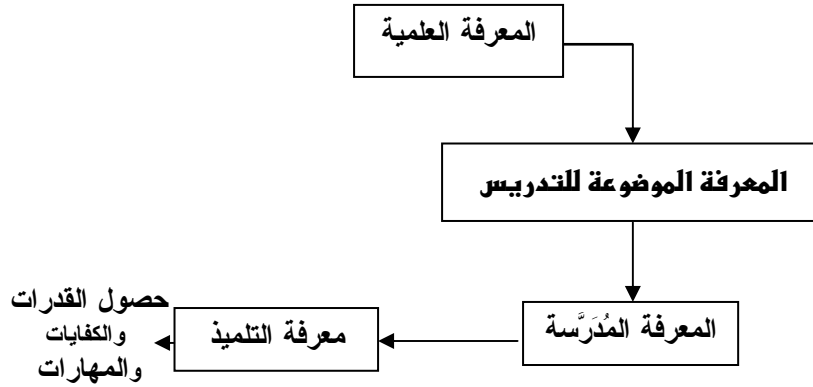 المعرفة العلمية
المعرفة الموضوعة للتدريس
المعرفة المُدَرَّسة
معرفة التلميذ
حصول القدرات
والكفايات
والمهارات